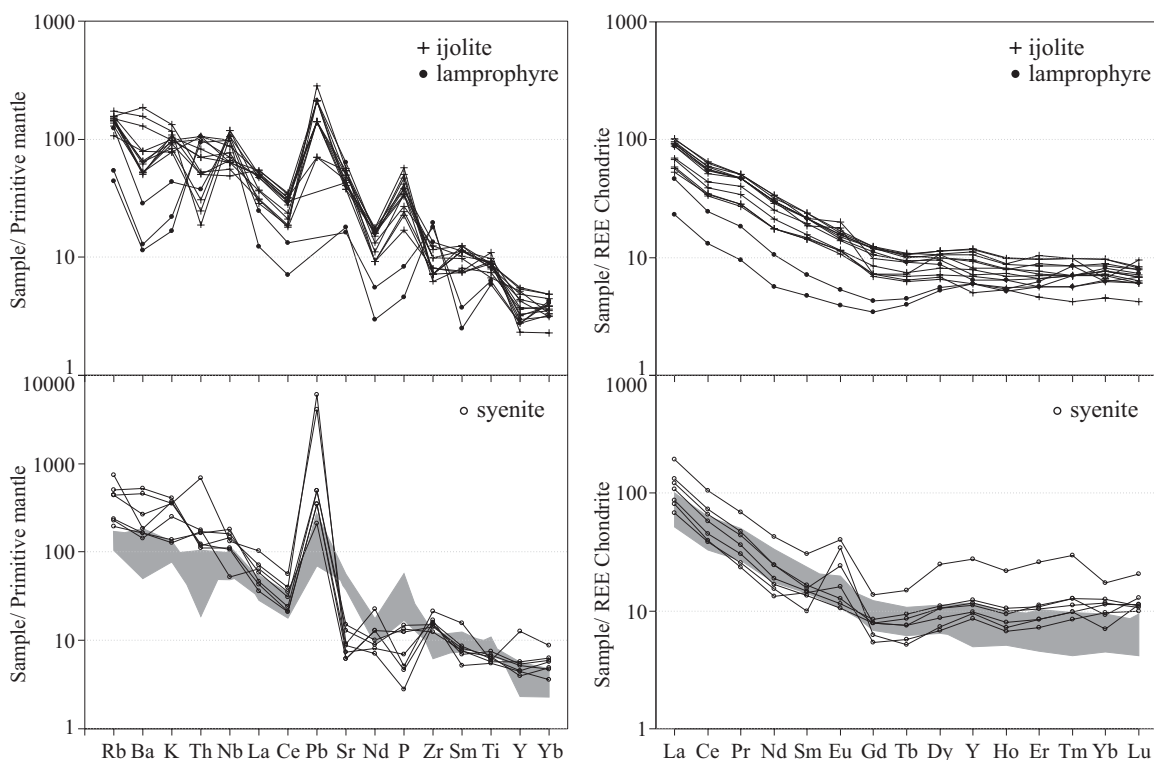 1000
100
10
1
Sample/ Primitive mantle
+ ijolite
• lamprophyre
1000
100
10
1
Sample/ REE Chondrite
+ ijolite
• lamprophyre
10000
1000
100
10
1
Sample/ Primitive mantle
syenite
Rb Ba K Th Nb La Ce Pb Sr Nd P Zr Sm Ti Y Yb
1000
100
10
1
Sample/ REE Chondrite
syenite
La Ce Pr Nd Sm Eu Gd Tb Dy Y Ho Er Tm Yb Lu